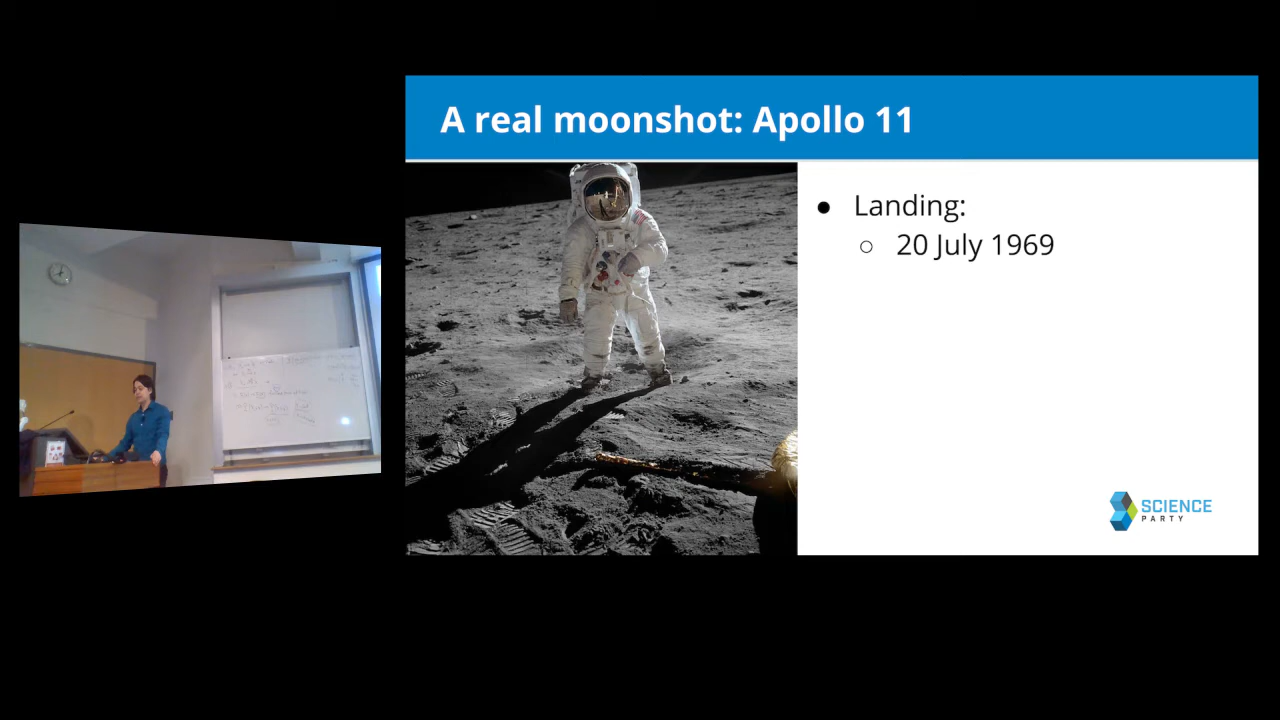 A real moonshot: Apollo 11
● Landing:
○ 20 July 1969
SCIENCE
PARTY